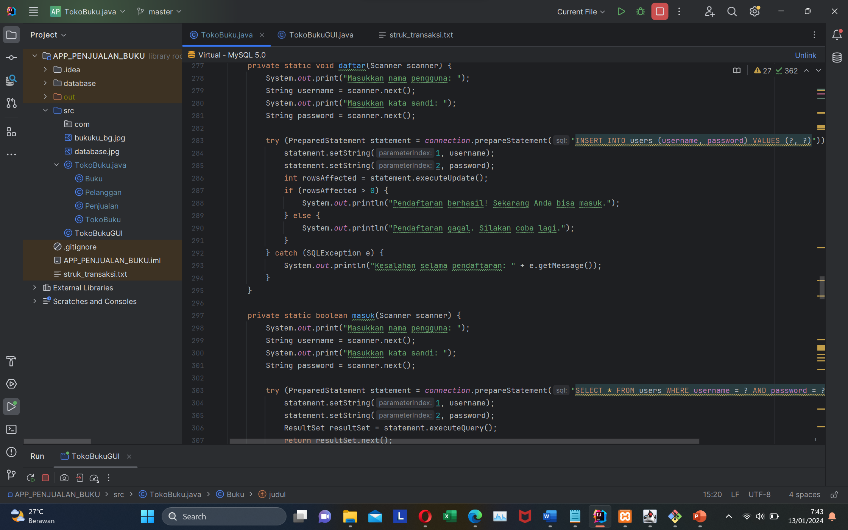 AP TokoBuku.java master Current File
Project
TokoBuku.java TokoBukuGUI.java struk_transaksi.txt
Virtual - MySQL 5.0 Unlink
APP_PENJUALAN_BUKU library root
.idea
database
out
src
com
bukuku_bg.jpg
database.jpg
TokoBuku.java
Buku
Pelanggan
Penjualan
TokoBuku
TokoBukuGUI
.gitignore
APP_PENJUALAN_BUKU.iml
struk_transaksi.txt
External Libraries
Scratches and Consoles
27 362
277 private static void daftar(Scanner scanner) {
278 System.out.print("Masukkan nama pengguna: ");
279 String username = scanner.next();
280 System.out.print("Masukkan kata sandi: ");
281 String password = scanner.next();
282
283 try (PreparedStatement statement = connection.prepareStatement( sql: "INSERT INTO users (username, password) VALUES (?, ?)"))
284 statement.setString( parameterIndex: 1, username);
285 statement.setString( parameterIndex: 2, password);
286 int rowsAffected = statement.executeUpdate();
287 if (rowsAffected > 0) {
288 System.out.println("Pendaftaran berhasil! Sekarang Anda bisa masuk.");
289 } else {
290 System.out.println("Pendaftaran gagal. Silakan coba lagi.");
291 }
292 } catch (SQLException e) {
293 System.out.println("Kesalahan selama pendaftaran: " + e.getMessage());
294 }
295 }
296
297 private static boolean masuk(Scanner scanner) {
298 System.out.print("Masukkan nama pengguna: ");
299 String username = scanner.next();
300 System.out.print("Masukkan kata sandi: ");
301 String password = scanner.next();
302
303 try (PreparedStatement statement = connection.prepareStatement( sql: "SELECT * FROM users WHERE username = ? AND password = ?
304 statement.setString( parameterIndex: 1, username);
305 statement.setString( parameterIndex: 2, password);
306 ResultSet resultSet = statement.executeQuery();
307 return resultSet.next();
Run TokoBukuGUI
APP_PENJUALAN_BUKU src TokoBuku.java Buku judul 15:20 LF UTF-8 4 spaces
27°C
Berawan
Search
7:43
13/01/2024